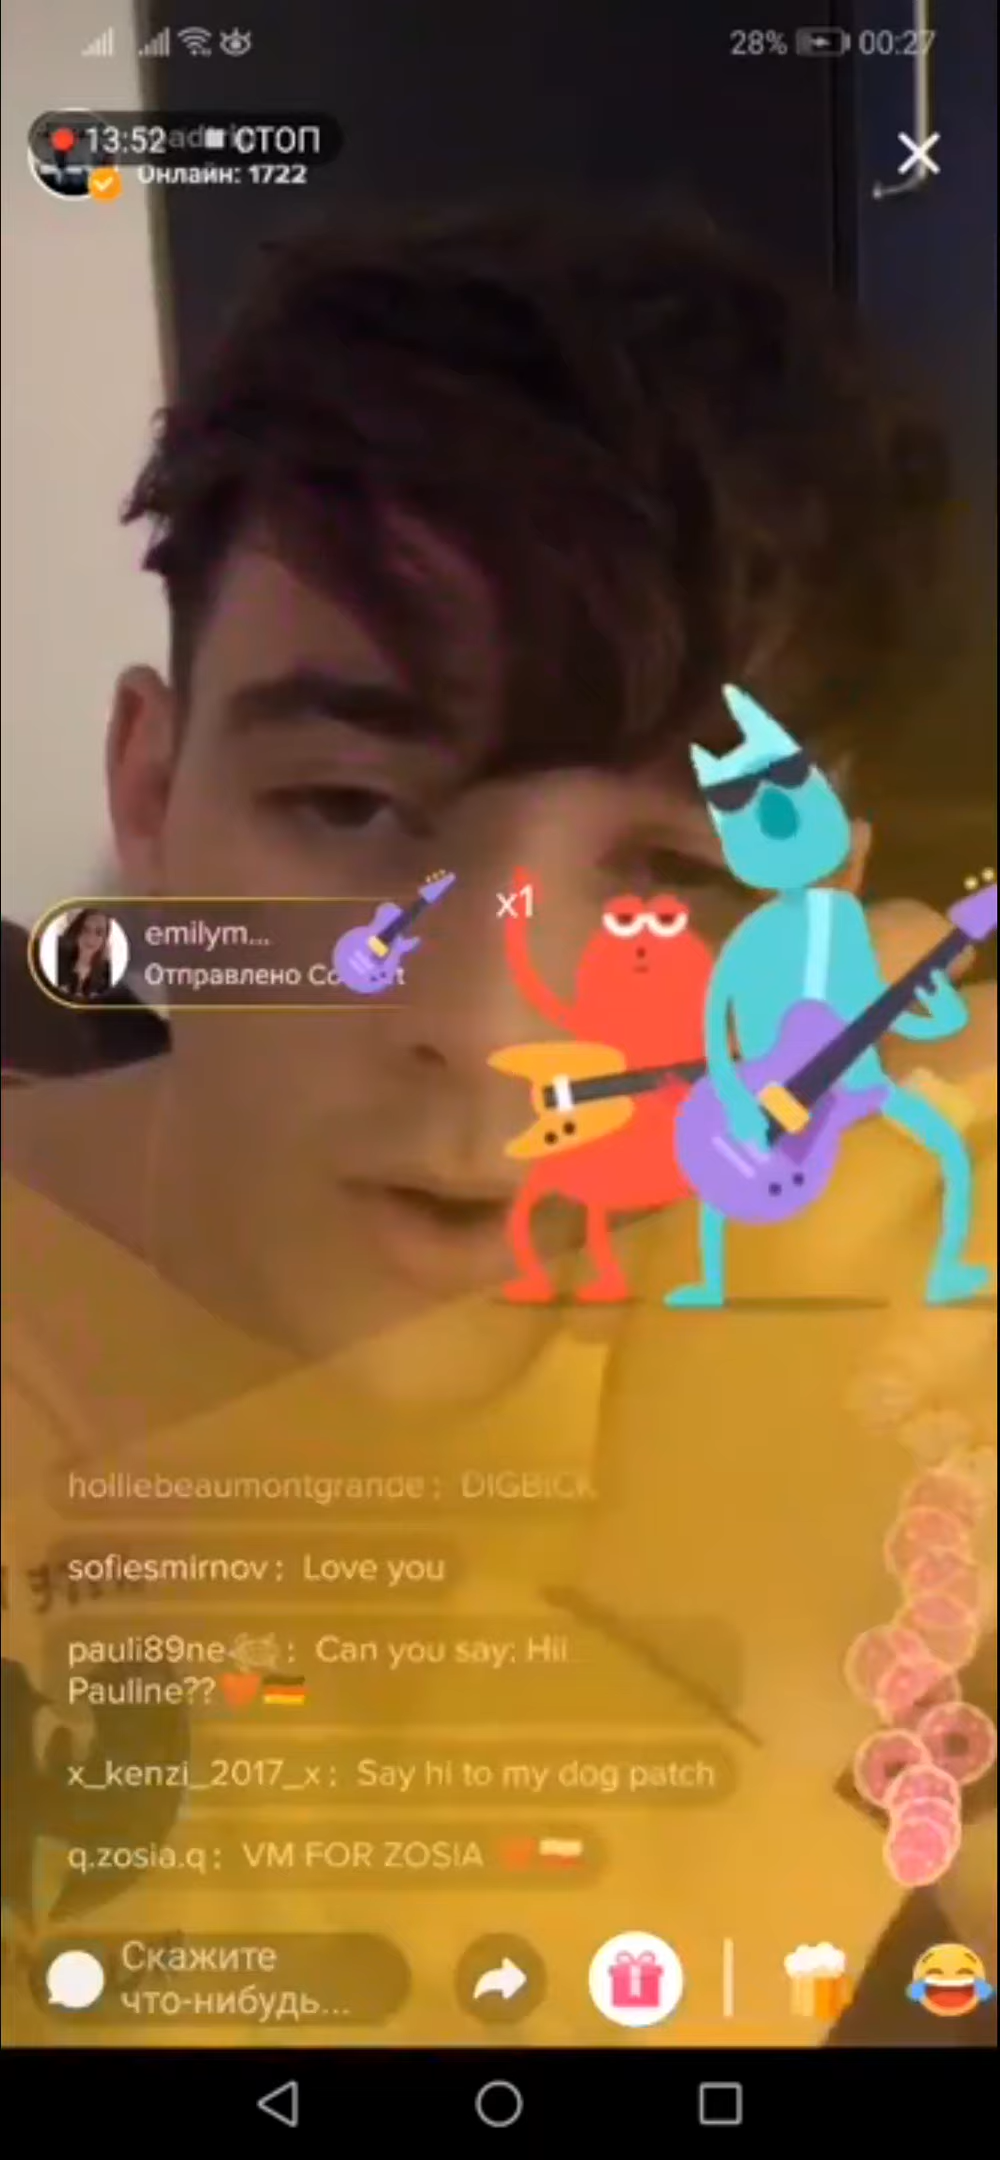 28% 00:27
13:52 СТОП
Онлайн: 1722
x1
emilym...
Отправлено
holliebeaumontgrande: DIGBICK
sofiesmirnov: Love you
pauli89ne: Can you say: Hii
Pauline??
x_kenzi_2017_x: Say hi to my dog patch
q.zosia.q: VM FOR ZOSIA
Скажите
что-нибудь...